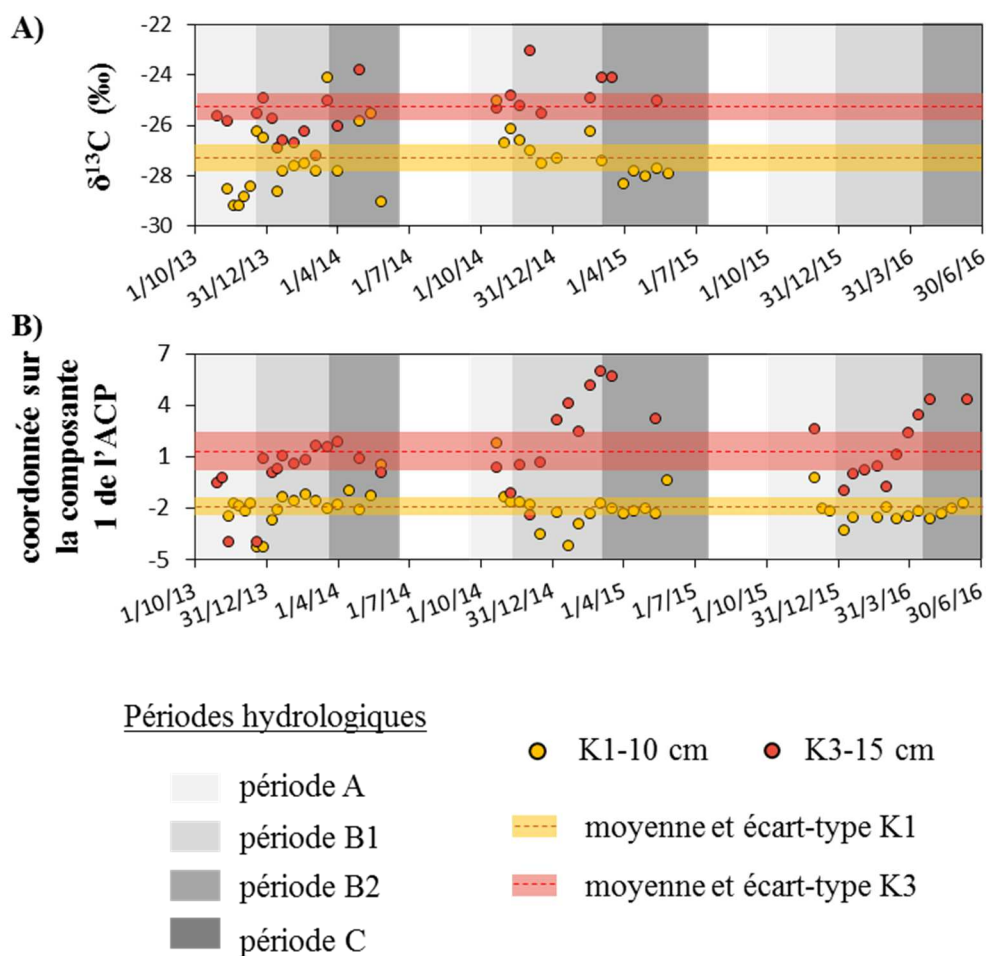 A)
δ¹³C (‰)
-22
-24
-26
-28
-30
1/10/13
31/12/13
1/4/14
1/7/14
1/10/14
31/12/14
1/4/15
1/7/15
1/10/15
31/12/15
31/3/16
30/6/16
B)
coordonnée sur
la composante
1 de l’ACP
7
4
1
-2
-5
1/10/13
31/12/13
1/4/14
1/7/14
1/10/14
31/12/14
1/4/15
1/7/15
1/10/15
31/12/15
31/3/16
30/6/16
Périodes hydrologiques
période A
période B1
période B2
période C
K1-10 cm
K3-15 cm
moyenne et écart-type K1
moyenne et écart-type K3